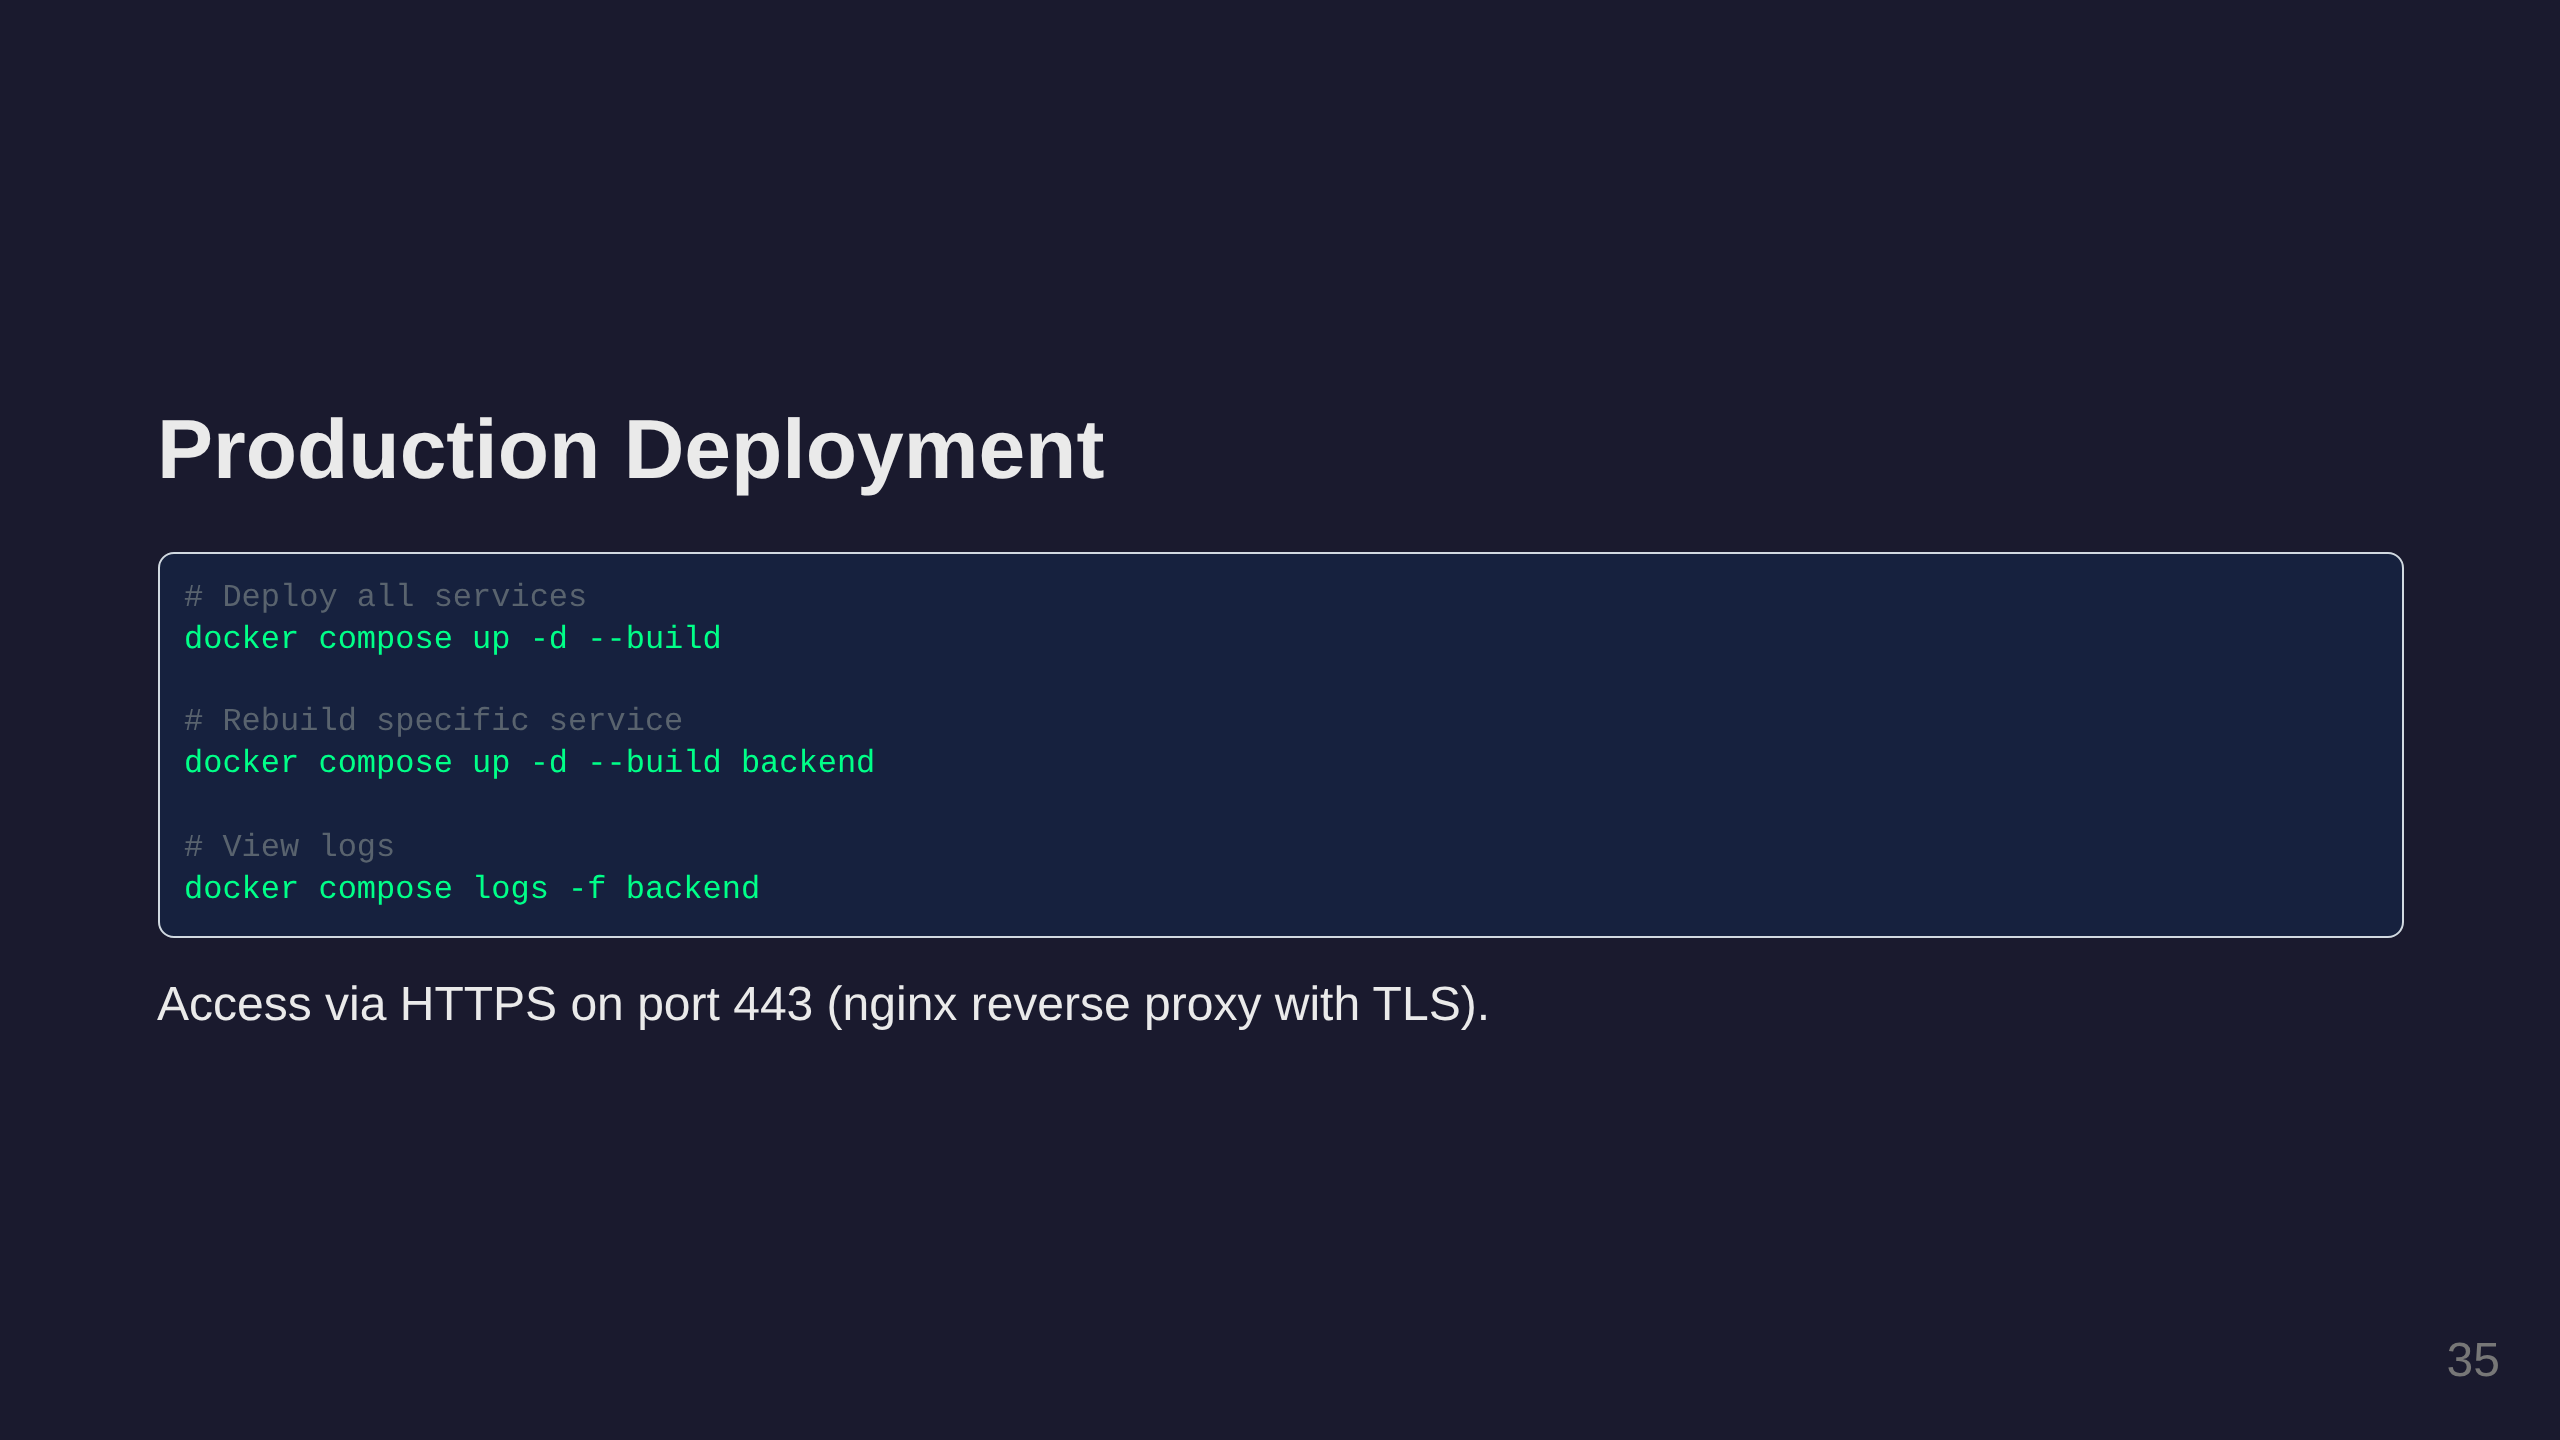 Production Deployment
# Deploy all services
docker compose up -d --build
# Rebuild specific service
docker compose up -d --build backend
# View logs
docker compose logs -f backend
Access via HTTPS on port 443 (nginx reverse proxy with TLS).
35